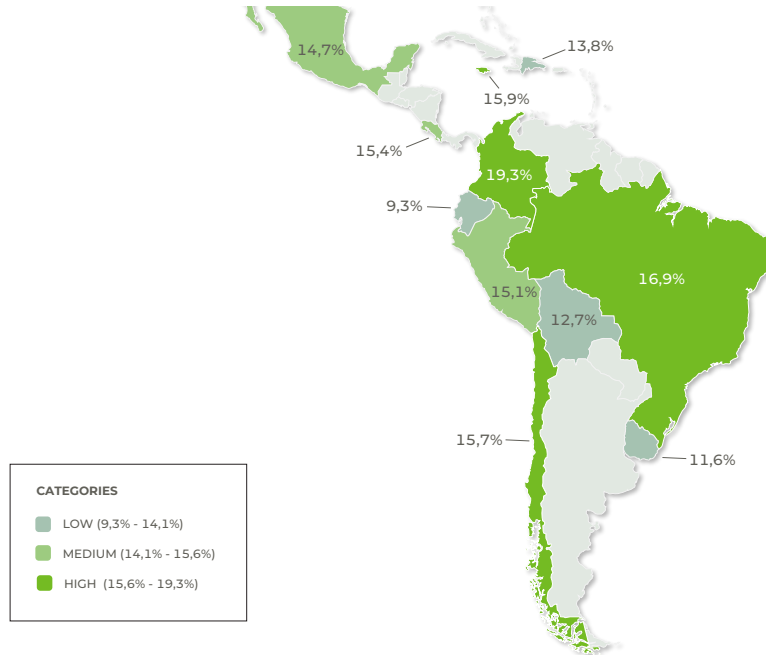 14,7%
13,8%
15,9%
15,4%
19,3%
9,3%
16,9%
15,1%
12,7%
15,7%
11,6%
CATEGORIES
LOW (9,3% - 14,1%)
MEDIUM (14,1% - 15,6%)
HIGH (15,6% - 19,3%)